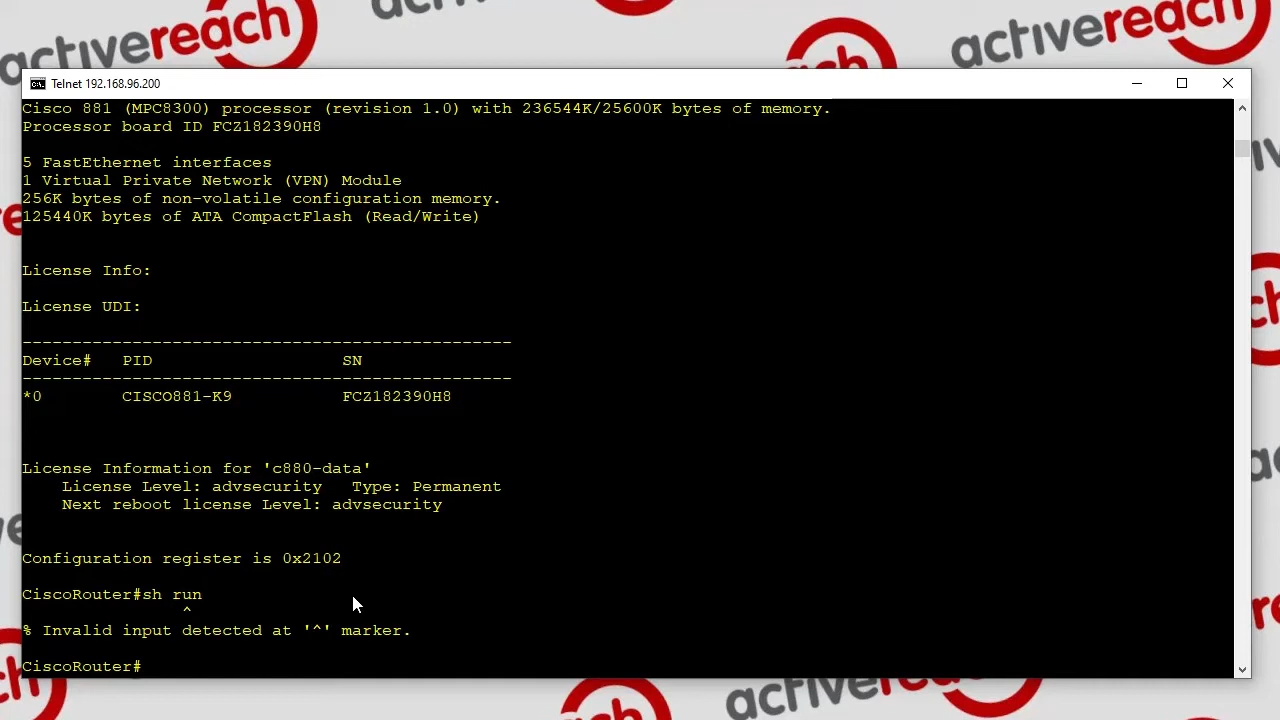 activereach
activereach
Telnet 192.168.96.200
Cisco 881 (MPC8300) processor (revision 1.0) with 236544K/25600K bytes of memory.
Processor board ID FCZ182390H8
5 FastEthernet interfaces
1 Virtual Private Network (VPN) Module
256K bytes of non-volatile configuration memory.
125440K bytes of ATA CompactFlash (Read/Write)
License Info:
License UDI:
-------------------------------------------------
Device# PID SN
-------------------------------------------------
*0 CISCO881-K9 FCZ182390H8
License Information for 'c880-data'
License Level: advsecurity Type: Permanent
Next reboot license Level: advsecurity
Configuration register is 0x2102
CiscoRouter#sh run
^
% Invalid input detected at '^' marker.
CiscoRouter#
activereach